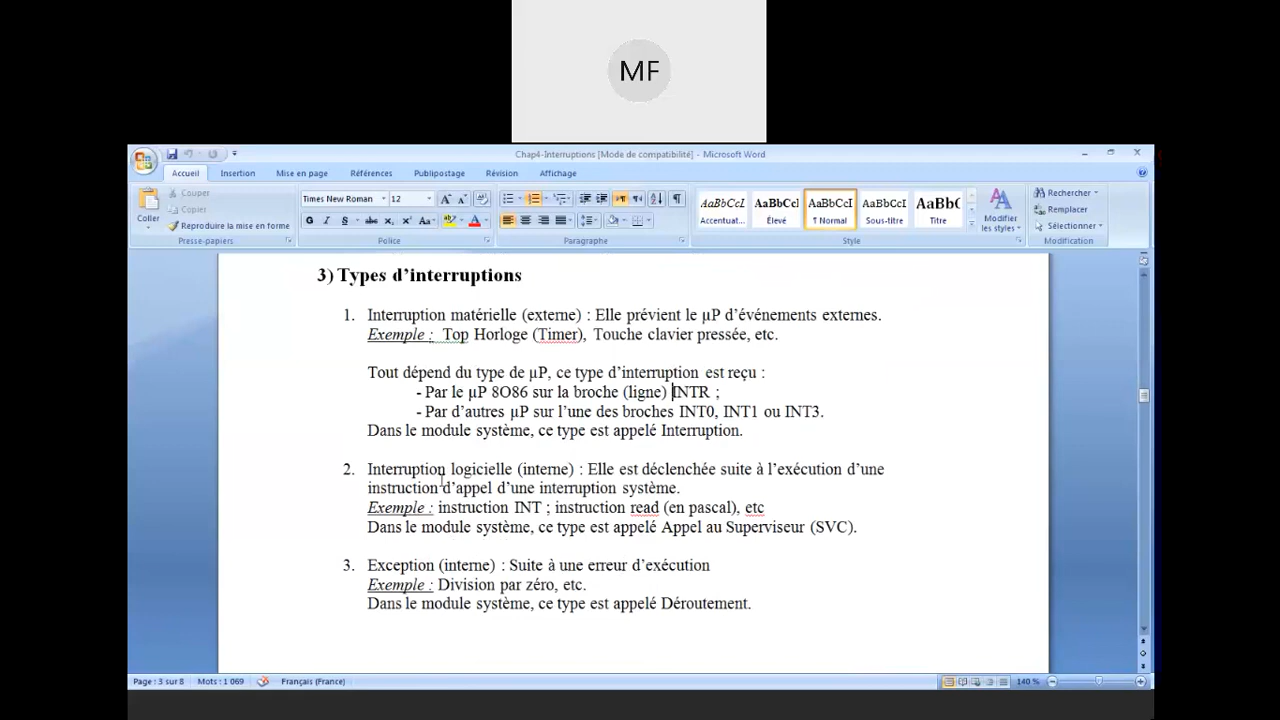 MF
Chap4-Interruptions [Mode de compatibilité] - Microsoft Word
Accueil Insertion Mise en page Références Publipostage Révision Affichage
Coller
Couper
Copier
Reproduire la mise en forme
Presse-papiers
Times New Roman 12
G I S abc x₂ x² Aa
Police
Paragraphe
AaBbCcI AaBbCcl AaBbCcI AaBbCcI AaBb(
Accentuat... Élevé ¶ Normal Sous-titre Titre
Modifier les styles
Style
Rechercher
Remplacer
Sélectionner
Modification
3) Types d’interruptions
1. Interruption matérielle (externe) : Elle prévient le µP d’événements externes.
Exemple : Top Horloge (Timer), Touche clavier pressée, etc.
Tout dépend du type de µP, ce type d’interruption est reçu :
- Par le µP 8O86 sur la broche (ligne) INTR ;
- Par d’autres µP sur l’une des broches INT0, INT1 ou INT3.
Dans le module système, ce type est appelé Interruption.
2. Interruption logicielle (interne) : Elle est déclenchée suite à l’exécution d’une
instruction d’appel d’une interruption système.
Exemple : instruction INT ; instruction read (en pascal), etc
Dans le module système, ce type est appelé Appel au Superviseur (SVC).
3. Exception (interne) : Suite à une erreur d’exécution
Exemple : Division par zéro, etc.
Dans le module système, ce type est appelé Déroutement.
Page : 3 sur 8 Mots : 1 069 Français (France) 140 %